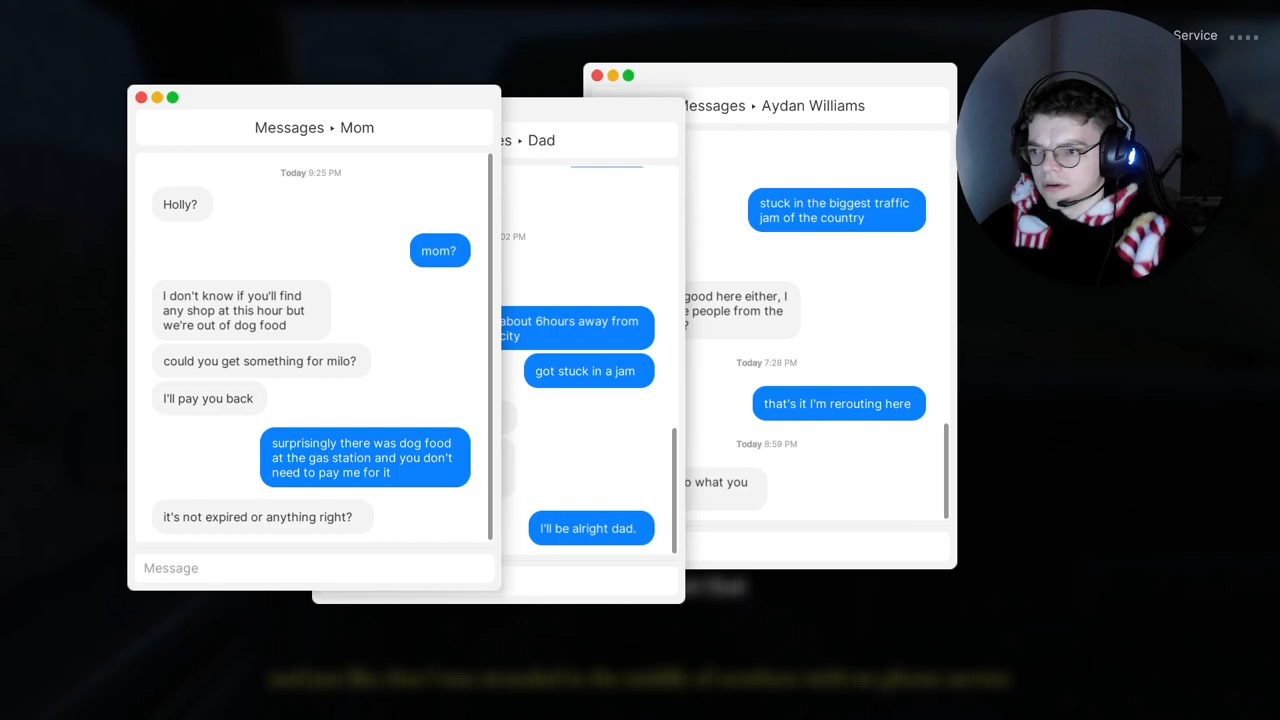 Service
Messages ▸ Mom
Today 9:25 PM
Holly?
mom?
I don't know if you'll find
any shop at this hour but
we're out of dog food
could you get something for milo?
I'll pay you back
surprisingly there was dog food
at the gas station and you don't
need to pay me for it
it's not expired or anything right?
Message
es ▸ Dad
02 PM
about 6hours away from
city
got stuck in a jam
I'll be alright dad.
Messages ▸ Aydan Williams
stuck in the biggest traffic
jam of the country
good here either, I
people from the
?
Today 7:28 PM
that's it I'm rerouting here
Today 8:59 PM
what you